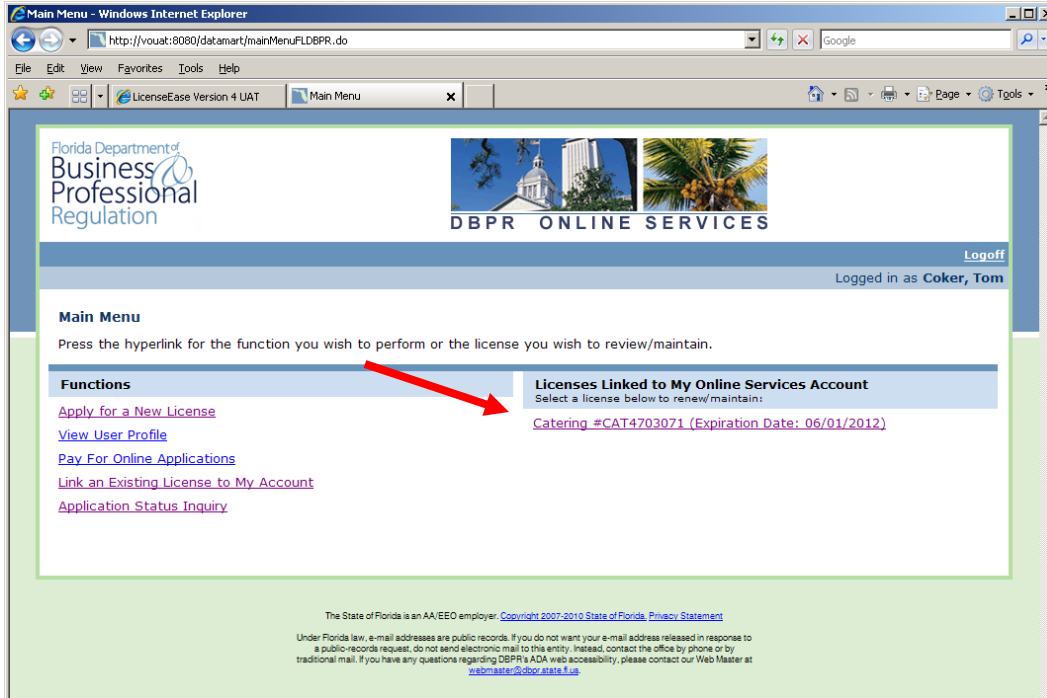 Main Menu - Windows Internet Explorer
http://vouat:8080/datamart/mainMenuFLDBPR.do
Google
File Edit View Favorites Tools Help
LicenseEase Version 4 UAT
Main Menu
Page Tools
Florida Department of
Business &
Professional
Regulation
DBPR ONLINE SERVICES
Logoff
Logged in as Coker, Tom
Main Menu
Press the hyperlink for the function you wish to perform or the license you wish to review/maintain.
Functions
Apply for a New License
View User Profile
Pay For Online Applications
Link an Existing License to My Account
Application Status Inquiry
Licenses Linked to My Online Services Account
Select a license below to renew/maintain:
Catering #CAT4703071 (Expiration Date: 06/01/2012)
The State of Florida is an AA/EEO employer. Copyright 2007-2010 State of Florida. Privacy Statement
Under Florida law, e-mail addresses are public records. If you do not want your e-mail address released in response to
a public-records request, do not send electronic mail to this entity. Instead, contact the office by phone or by
traditional mail. If you have any questions regarding DBPR's ADA web accessibility, please contact our Web Master at
webmaster@dbpr.state.fl.us.